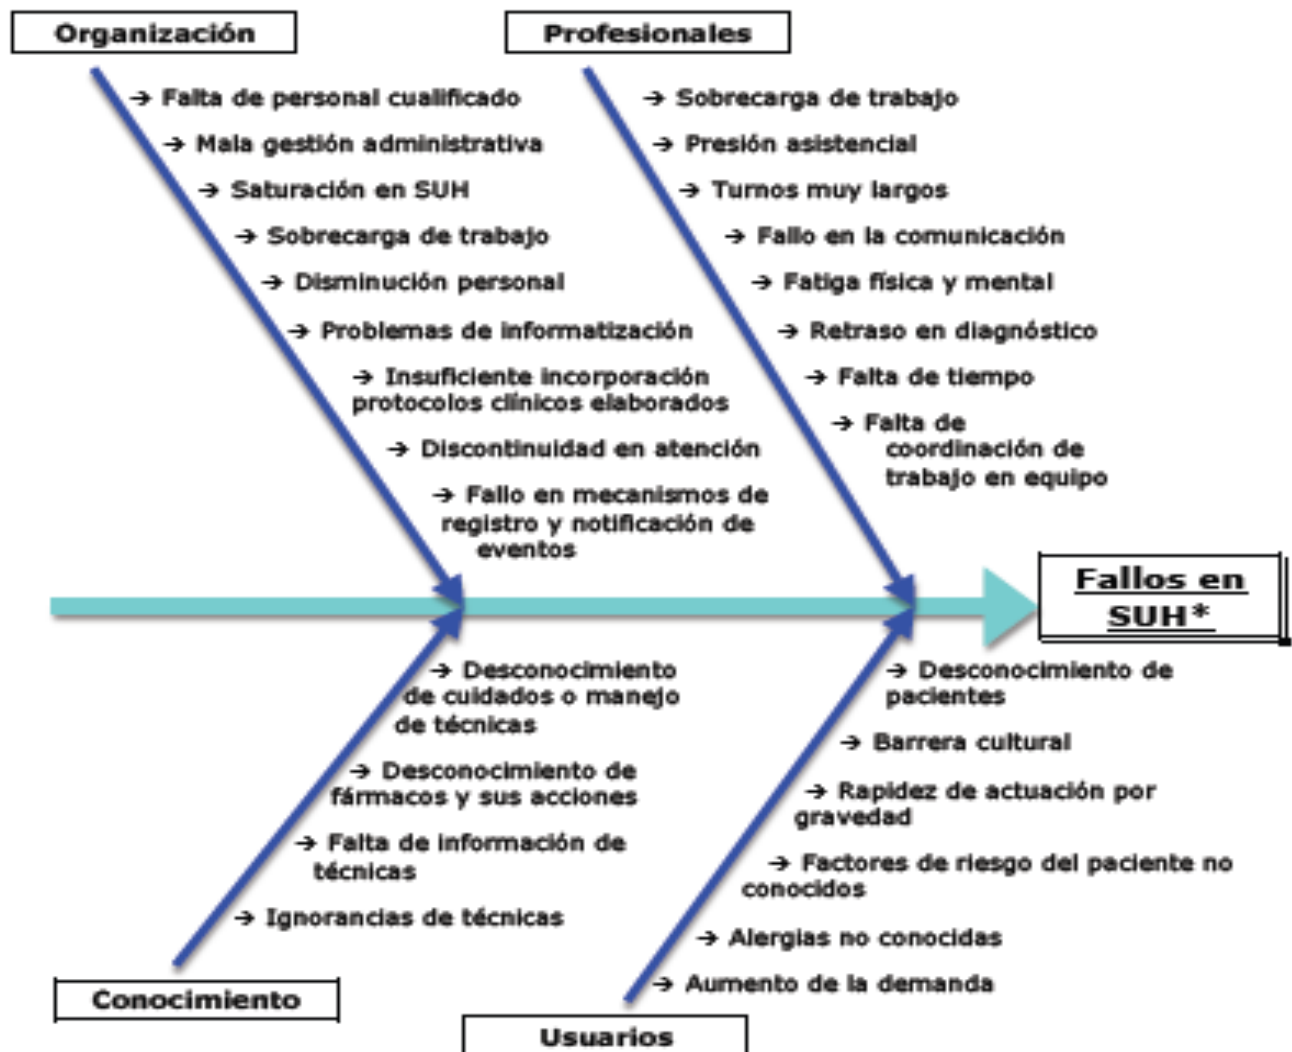 Organización
→ Falta de personal cualificado
→ Mala gestión administrativa
→ Saturación en SUH
→ Sobrecarga de trabajo
→ Disminución personal
→ Problemas de informatización
→ Insuficiente incorporación
protocolos clínicos elaborados
→ Discontinuidad en atención
→ Fallo en mecanismos de
registro y notificación de
eventos
Profesionales
→ Sobrecarga de trabajo
→ Presión asistencial
→ Turnos muy largos
→ Fallo en la comunicación
→ Fatiga física y mental
→ Retraso en diagnóstico
→ Falta de tiempo
→ Falta de
coordinación de
trabajo en equipo
Fallos en
SUH*
→ Desconocimiento
de cuidados o manejo
de técnicas
→ Desconocimiento de
fármacos y sus acciones
→ Falta de información de
técnicas
→ Ignorancias de técnicas
Conocimiento
→ Desconocimiento de
pacientes
→ Barrera cultural
→ Rapidez de actuación por
gravedad
→ Factores de riesgo del paciente no
conocidos
→ Alergias no conocidas
→ Aumento de la demanda
Usuarios